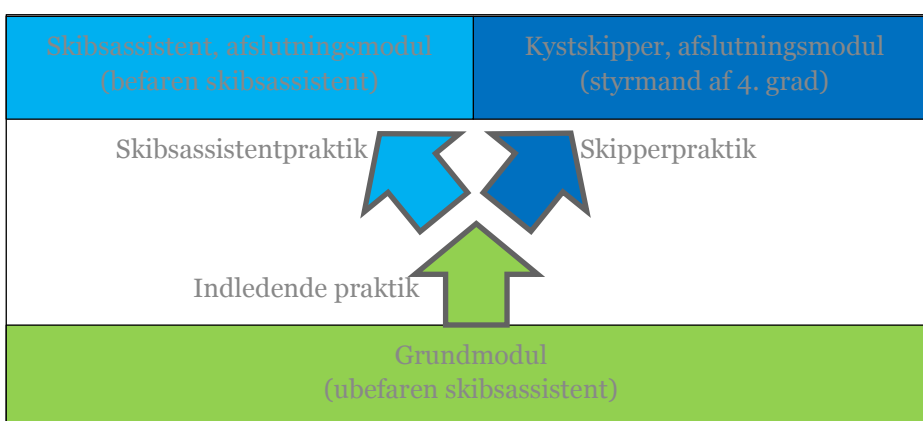 Skibsassistent, afslutningsmodul
(befaren skibsassistent)
Kystskipper, afslutningsmodul
(styrmand af 4. grad)
Skibsassistentpraktik
Skipperpraktik
Indledende praktik
Grundmodul
(ubefaren skibsassistent)